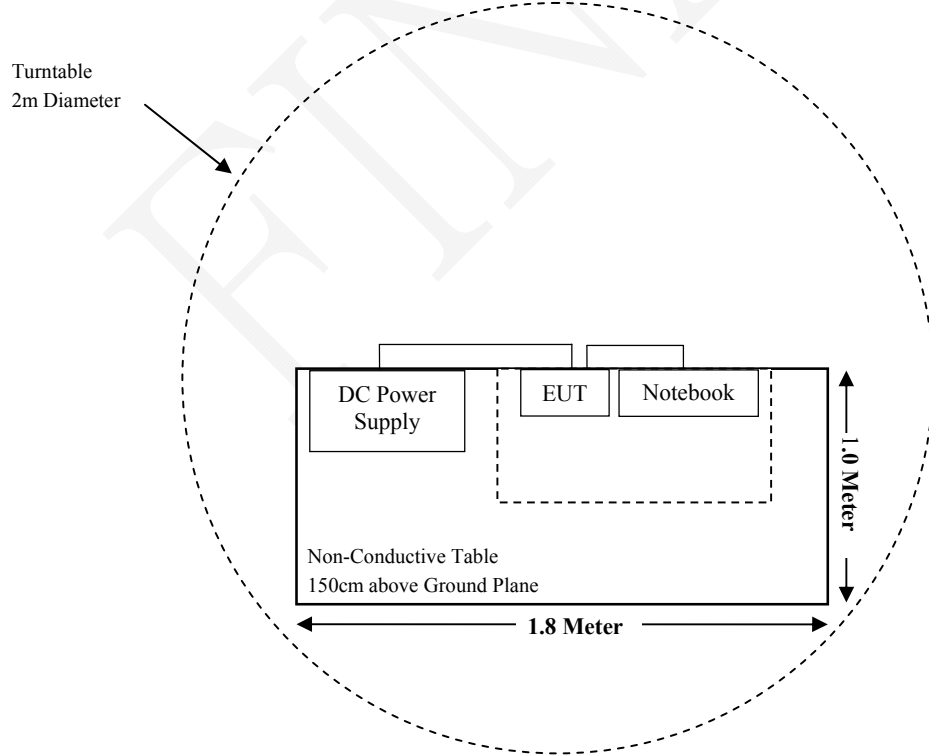 Turntable
2m Diameter
DC Power
Supply
EUT
Notebook
1.0 Meter
Non-Conductive Table
150cm above Ground Plane
1.8 Meter